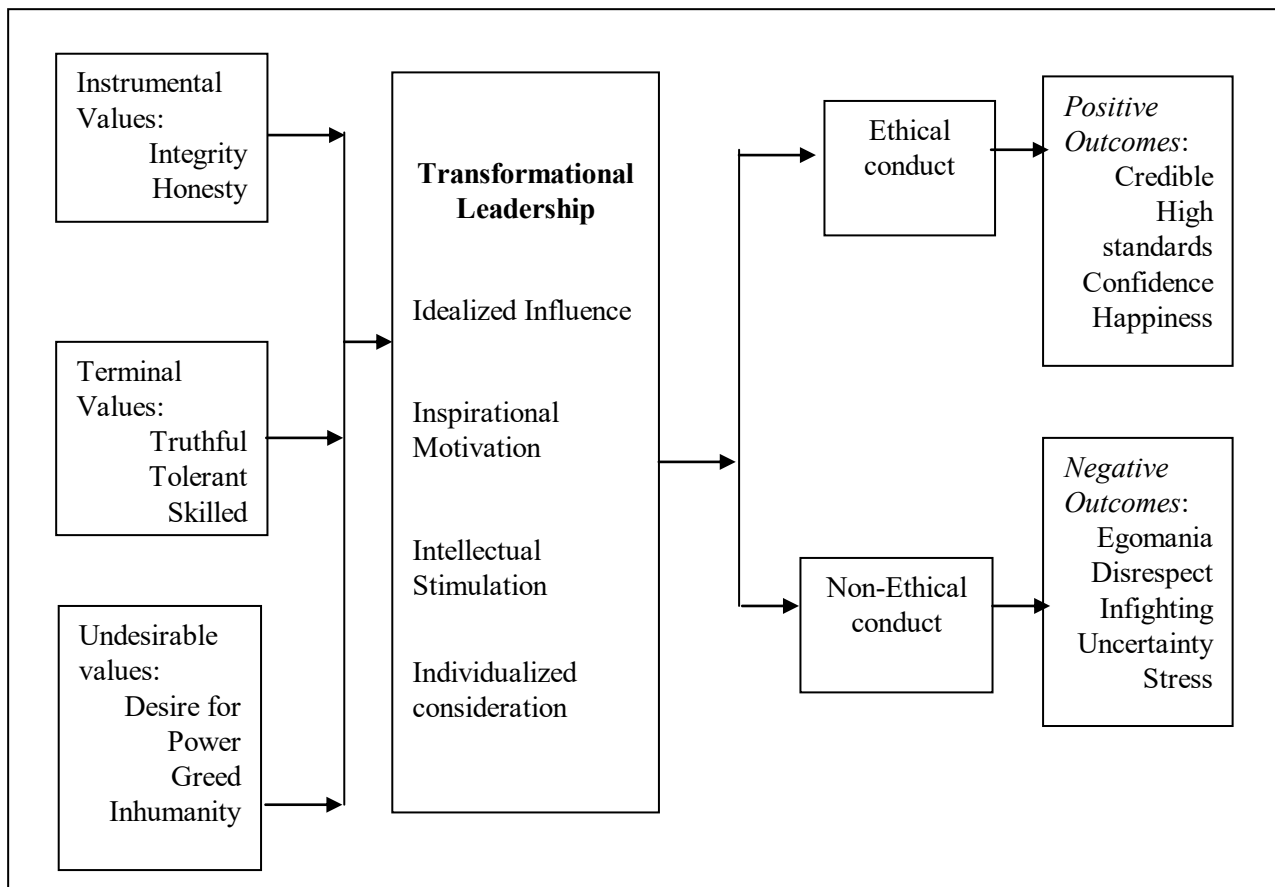 Instrumental
Values:
Integrity
Honesty
Terminal
Values:
Truthful
Tolerant
Skilled
Undesirable
values:
Desire for
Power
Greed
Inhumanity
Transformational
Leadership
Idealized Influence
Inspirational
Motivation
Intellectual
Stimulation
Individualized
consideration
Ethical
conduct
Non-Ethical
conduct
Positive
Outcomes:
Credible
High
standards
Confidence
Happiness
Negative
Outcomes:
Egomania
Disrespect
Infighting
Uncertainty
Stress